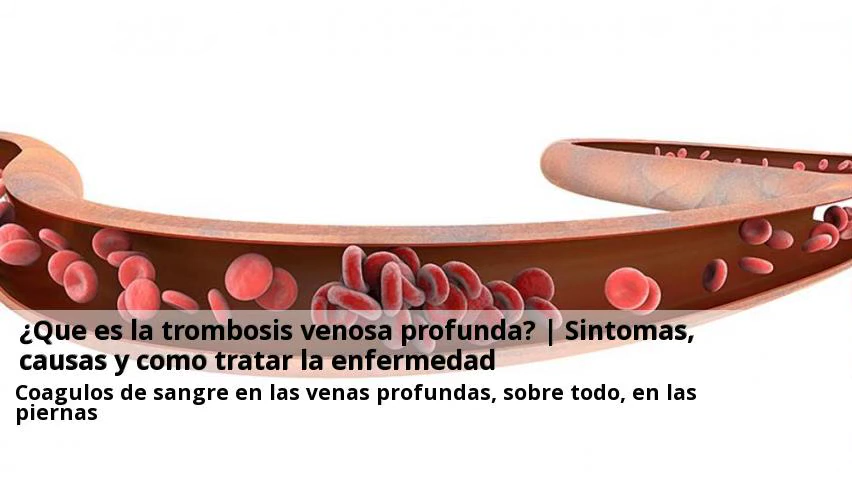 ¿Que es la trombosis venosa profunda? | Sintomas,
causas y como tratar la enfermedad
Coagulos de sangre en las venas profundas, sobre todo, en las
piernas